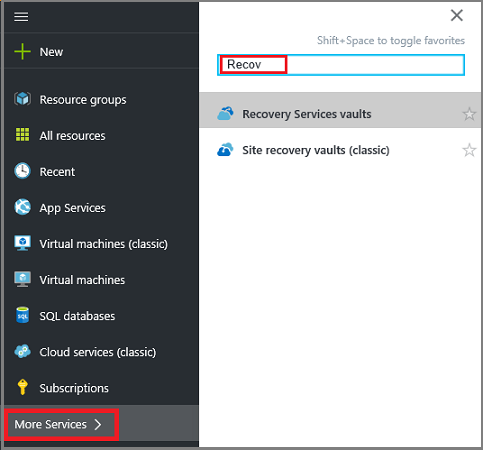 New
Resource groups
All resources
Recent
App Services
Virtual machines (classic)
Virtual machines
SQL
SQL databases
Cloud services (classic)
Subscriptions
More Services
Shift+Space to toggle favorites
Recov
Recovery Services vaults
Site recovery vaults (classic)